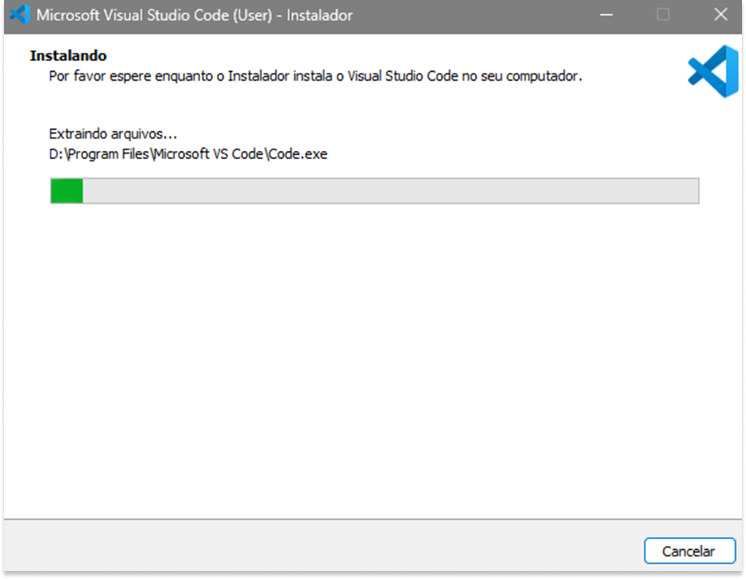 Microsoft Visual Studio Code (User) - Instalador
Instalando
Por favor espere enquanto o Instalador instala o Visual Studio Code no seu computador.
Extraindo arquivos...
D:\Program Files\Microsoft VS Code\Code.exe
Cancelar